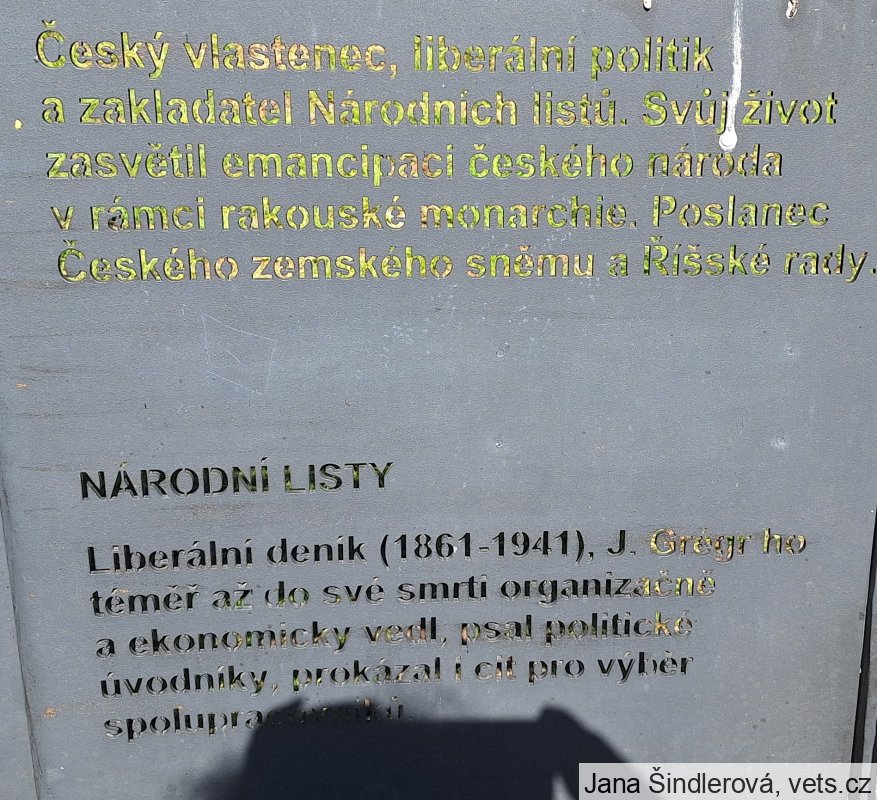 Český vlastenec, liberální politik
a zakladatel Národních listů. Svůj život
zasvětil emancipaci českého národa
v rámci rakouské monarchie. Poslanec
Českého zemského sněmu a Říšské rady.
NÁRODNÍ LISTY
Liberální deník (1861-1941), J. Grégr ho
téměř až do své smrti organizačně
a ekonomicky vedl, psal politické
úvodníky, prokázal i cit pro výběr
spolupracovníků.
Jana Šindlerová, vets.cz